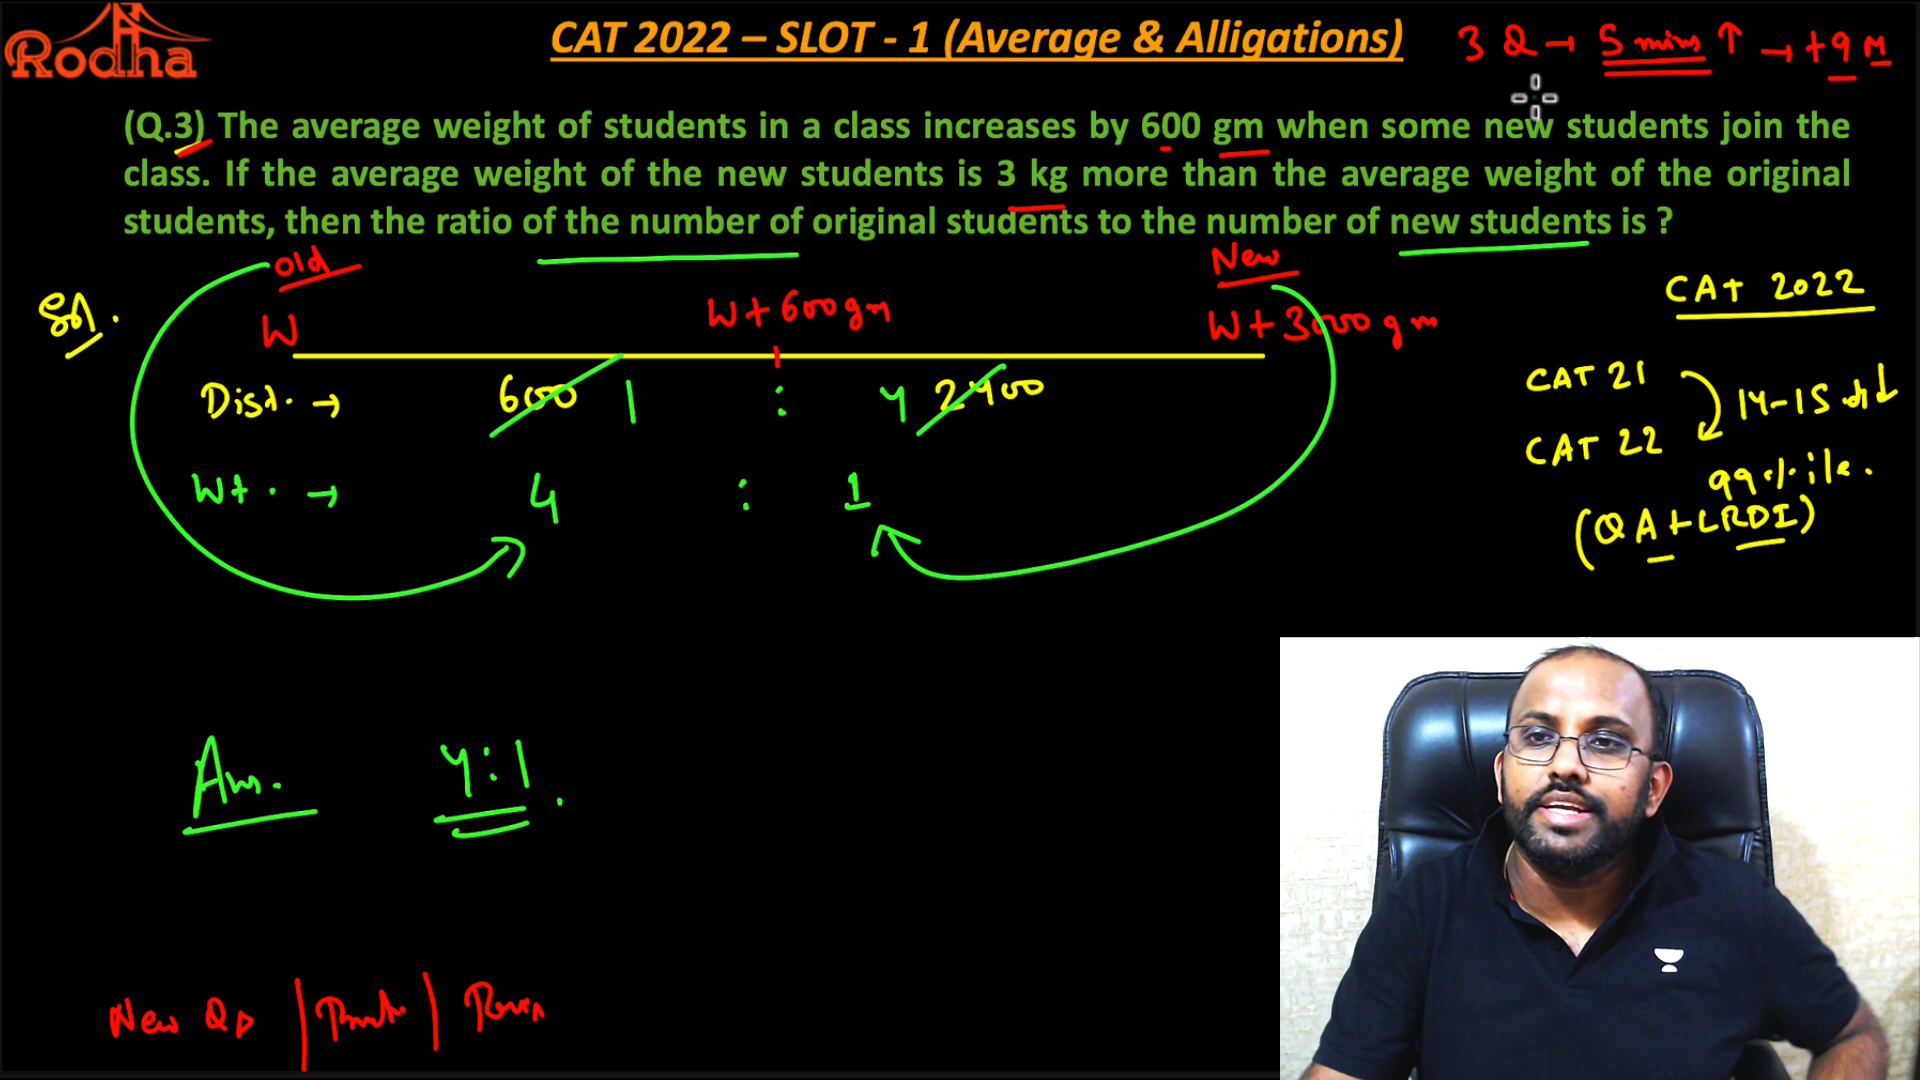 Rodha
CAT 2022 – SLOT - 1 (Average & Alligations)
3 Q → 5 mins ↑ → +9 M
(Q.3) The average weight of students in a class increases by 600 gm when some new students join the
class. If the average weight of the new students is 3 kg more than the average weight of the original
students, then the ratio of the number of original students to the number of new students is ?
Old
New
Sol.
W
W + 600 gm
W + 3000 gm
CAT 2022
Dist. → 600 1 : 4 2400
CAT 21
14-15
CAT 22
Wt. → 4 : 1
99%ile.
(QA + LRDI)
Ans. 4:1.
New Qs |